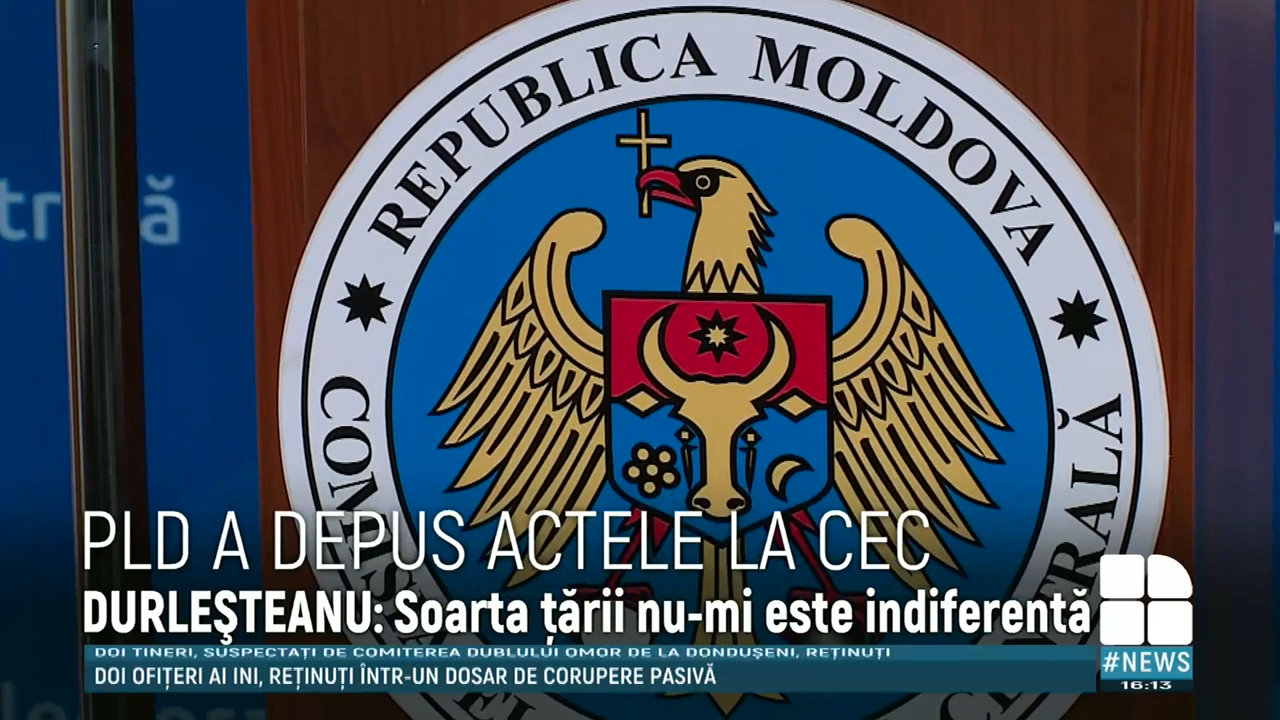 REPUBLICA MOLDOVA
PLD A DEPUS ACTELE LA CEC
DURLEŞTEANU: Soarta țării nu-mi este indiferentă
DOI TINERI, SUSPECTAȚI DE COMITEREA DUBLULUI OMOR DE LA DONDUȘENI, REȚINUȚI
DOI OFIȚERI AI INI, REȚINUȚI ÎNTR-UN DOSAR DE CORUPERE PASIVĂ
#NEWS
16:13